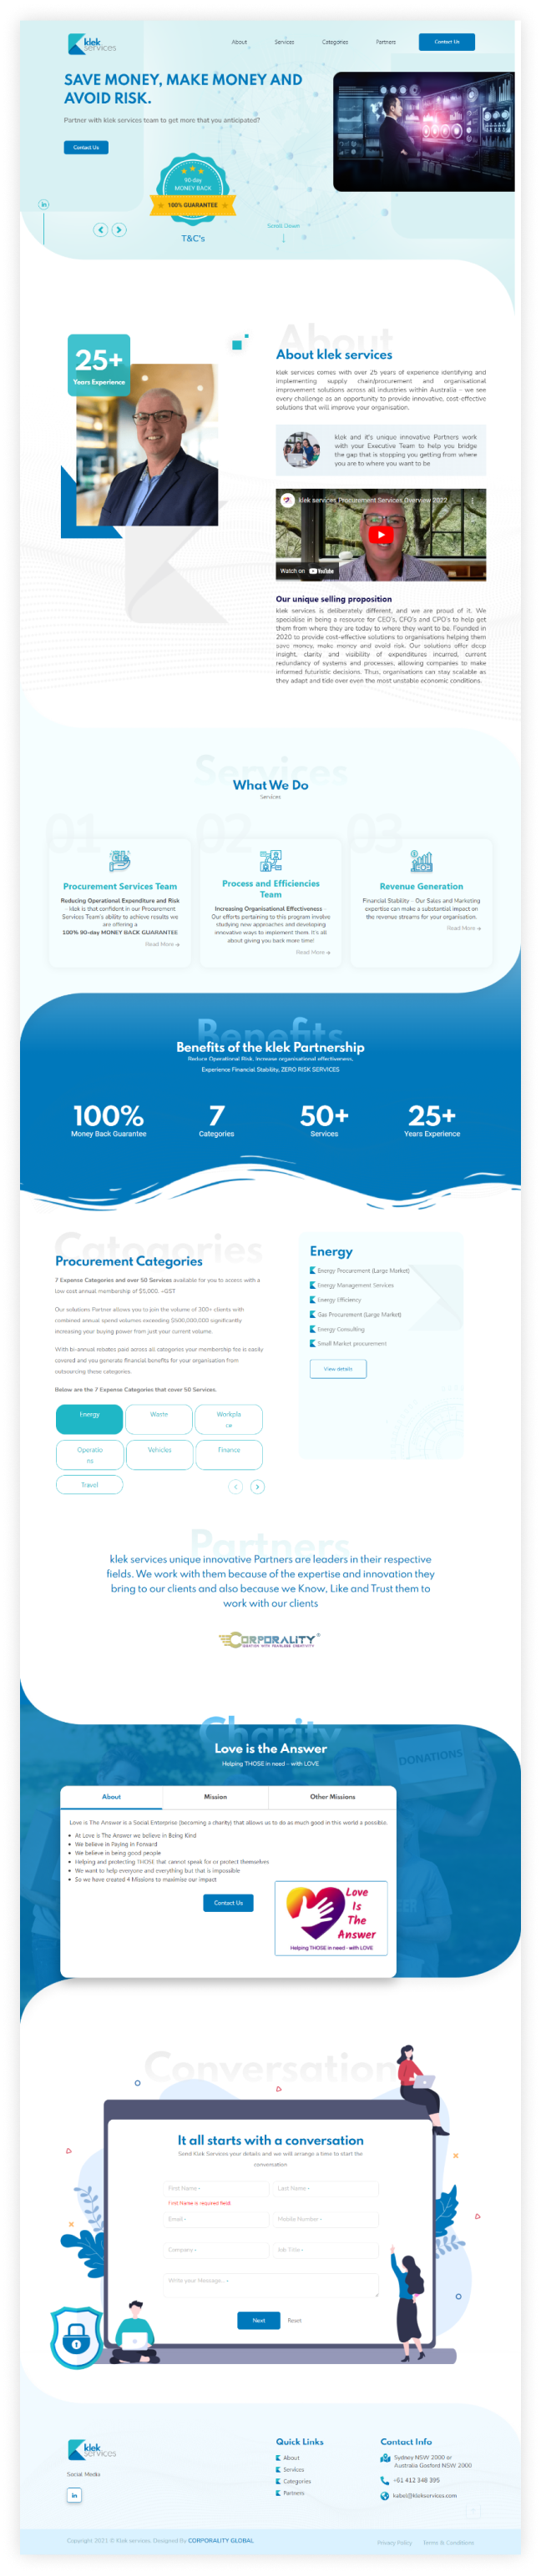 klek
services
About
Services
Categories
Partners
Contact Us
SAVE MONEY, MAKE MONEY AND
AVOID RISK.
Partner with klek services team to get more that you anticipated?
Contact Us
90-day
MONEY BACK
100% GUARANTEE
T&C's
Scroll Down
25+
Years Experience
About
About klek services
klek services comes with over 25 years of experience identifying and
implementing supply chain/procurement and organisational
improvement solutions across all industries within Australia - we see
every challenge as an opportunity to provide innovative, cost-effective
solutions that will improve your organisation.
klek and it's unique innovative Partners work
with your Executive Team to help you bridge
the gap that is stopping you getting from where
you are to where you want to be
klek services Procurement Services Overview 2022
Watch on YouTube
Our unique selling proposition
klek services is deliberately different, and we are proud of it. We
specialise in being a resource for CEO's, CFO's and CPO's to help get
them from where they are today to where they want to be. Founded in
2020 to provide cost-effective solutions to organisations helping them
save money, make money and avoid risk. Our solutions offer deep
insight, clarity and visibility of expenditures incurred, current
redundancy of systems and processes, allowing companies to make
informed futuristic decisions. Thus, organisations can stay scalable as
they adapt and tide over even the most unstable economic conditions.
Services
What We Do
Services
01
02
03
Procurement Services Team
Reducing Operational Expenditure and Risk
- klek is that confident in our Procurement
Services Team's ability to achieve results we
are offering a
100% 90-day MONEY BACK GUARANTEE
Read More
Process and Efficiencies
Team
Increasing Organisational Effectiveness -
Our efforts pertaining to this program involve
studying new approaches and developing
innovative ways to implement them. It's all
about giving you back more time!
Read More
Revenue Generation
Financial Stability - Our Sales and Marketing
expertise can make a substantial impact on
the revenue streams for your organisation.
Read More
Benefits
Benefits of the klek Partnership
Reduce Operational Risk, Increase organisational effectiveness,
Experience Financial Stability, ZERO RISK SERVICES
100%
Money Back Guarantee
7
Categories
50+
Services
25+
Years Experience
Categories
Procurement Categories
7 Expense Categories and over 50 Services available for you to access with a
low cost annual membership of $5,000. +GST
Our solutions Partner allows you to join the volume of 300+ clients with
combined annual spend volumes exceeding $500,000,000 significantly
increasing your buying power from just your current volume.
With bi-annual rebates paid across all categories your membership fee is easily
covered and you generate financial benefits for your organisation from
outsourcing these categories.
Below are the 7 Expense Categories that cover 50 Services.
Energy
Waste
Workpla
ce
Operatio
ns
Vehicles
Finance
Travel
Energy
Energy Procurement (Large Market)
Energy Management Services
Energy Efficiency
Gas Procurement (Large Market)
Energy Consulting
Small Market procurement
View details
Partners
klek services unique innovative Partners are leaders in their respective
fields. We work with them because of the expertise and innovation they
bring to our clients and also because we Know, Like and Trust them to
work with our clients
CORPORALITY
Charity
Love is the Answer
Helping THOSE in need - with LOVE
DONATIONS
About
Mission
Other Missions
Love is The Answer is a Social Enterprise (becoming a charity) that allows us to do as much good in this world a possible.
At Love is The Answer we believe in Being Kind
We believe in Paying in Forward
We believe in being good people
Helping and protecting THOSE that cannot speak for or protect themselves
We want to help everyone and everything but that is impossible
So we have created 4 Missions to maximise our impact
Contact Us
Love
Is
The
Answer
Helping THOSE in need - with LOVE
Conversation
It all starts with a conversation
Send Klek Services your details and we will arrange a time to start the
conversation
First Name *
Last Name *
First Name is required field.
Email *
Mobile Number *
Company *
Job Title *
Write your Message... *
Next
Reset
klek
services
Social Media
Quick Links
About
Services
Categories
Partners
Contact Info
Sydney NSW 2000 or
Australia Gosford NSW 2000
+61 412 348 395
kabel@klekservices.com
Copyright 2021 © Klek services. Designed By CORPORALITY GLOBAL
Privacy Policy
Terms & Conditions